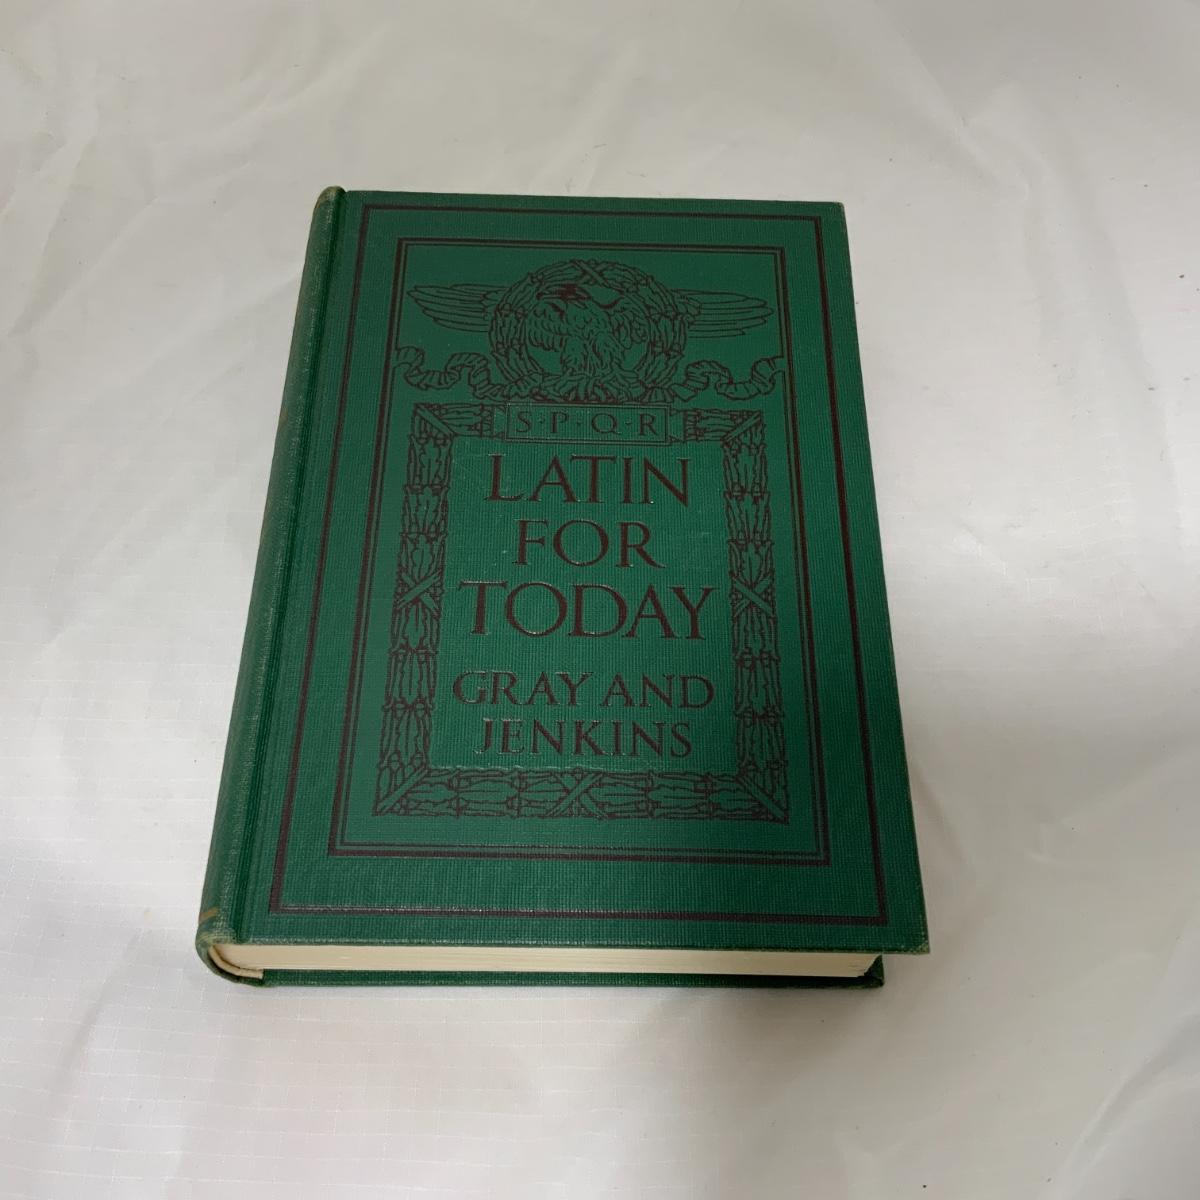 S·P·Q·R
LATIN
FOR
TODAY
GRAY AND
JENKINS